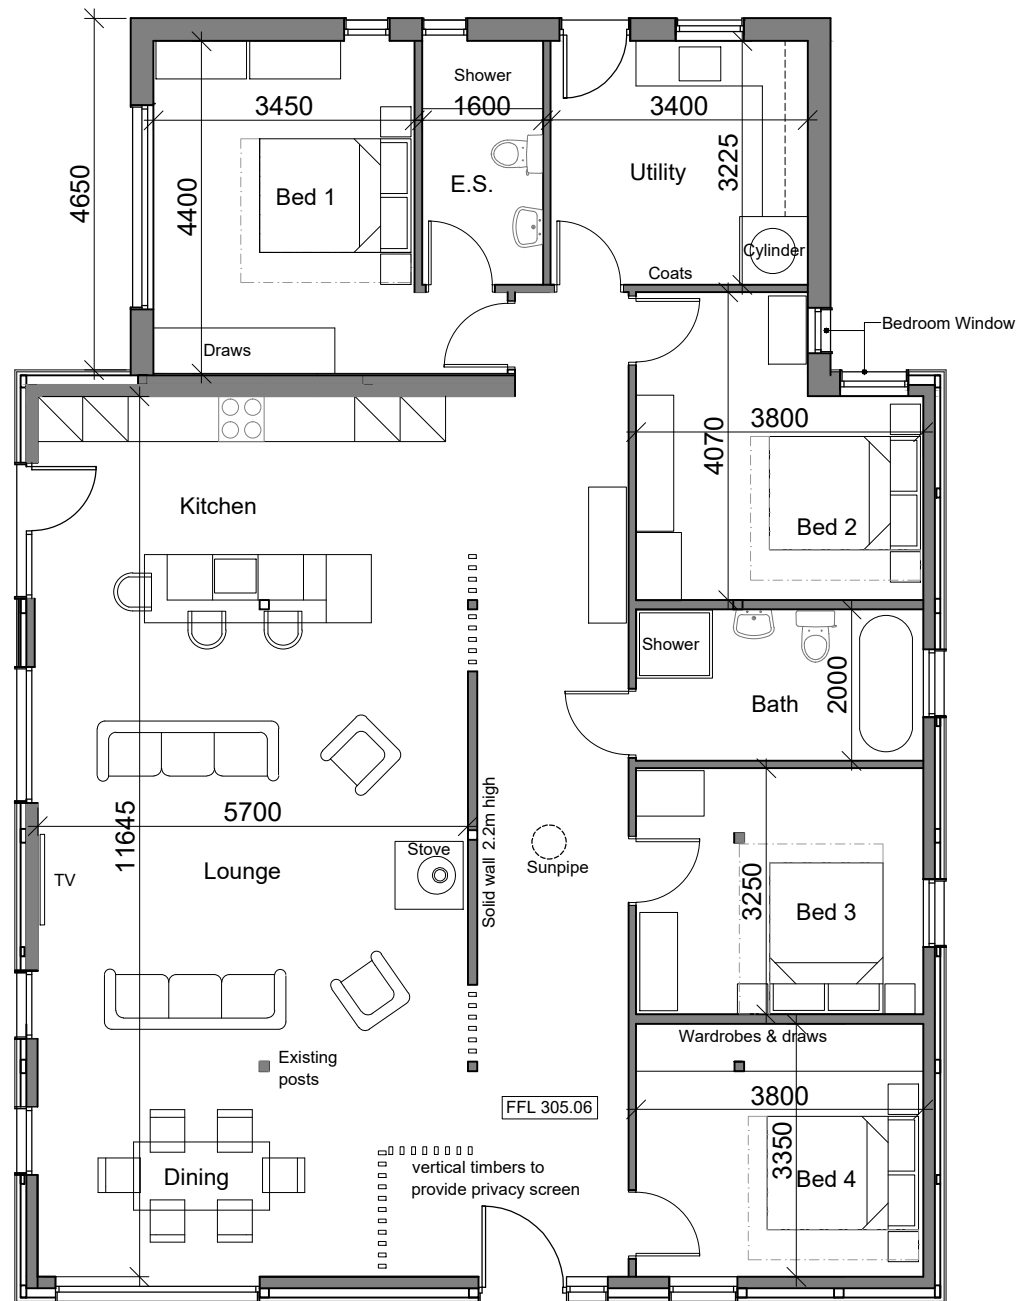 Shower
3450
1600
3400
4650
4400
Bed 1
E.S.
Utility
3225
Cylinder
Coats
Draws
Bedroom Window
3800
4070
Kitchen
Bed 2
Shower
Bath
2000
11645
5700
Solid wall 2.2m high
Stove
Lounge
TV
Sunpipe
3250
Bed 3
Wardrobes & draws
Existing
posts
FFL 305.06
3800
3350
Dining
vertical timbers to
provide privacy screen
Bed 4